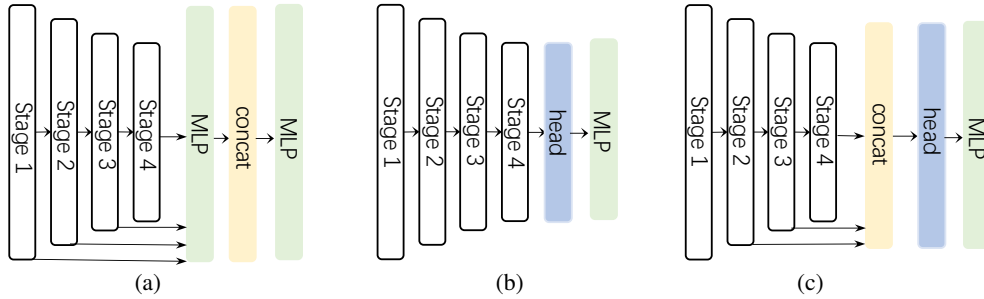 Stage 1
Stage 2
Stage 3
Stage 4
MLP
concat
MLP
(a)
Stage 1
Stage 2
Stage 3
Stage 4
head
MLP
(b)
Stage 1
Stage 2
Stage 3
Stage 4
concat
head
MLP
(c)